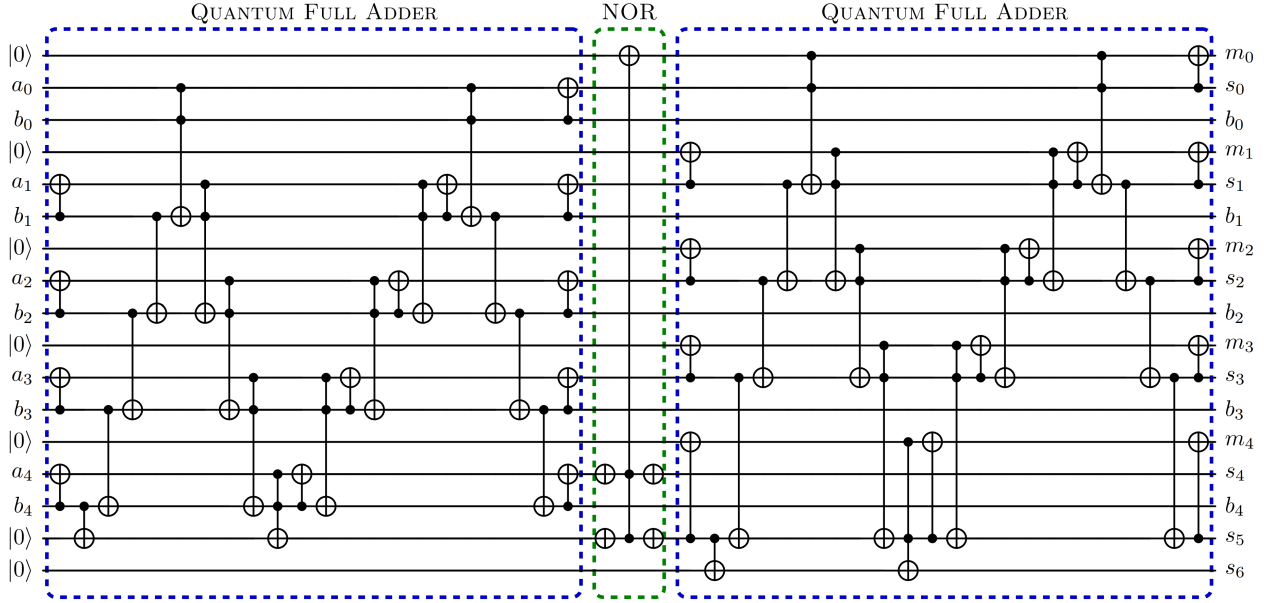 QUANTUM FULL ADDER NOR QUANTUM FULL ADDER
|0⟩ m₀
a₀ s₀
b₀ b₀
|0⟩ m₁
a₁ s₁
b₁ b₁
|0⟩ m₂
a₂ s₂
b₂ b₂
|0⟩ m₃
a₃ s₃
b₃ b₃
|0⟩ m₄
a₄ s₄
b₄ b₄
|0⟩ s₅
|0⟩ s₆